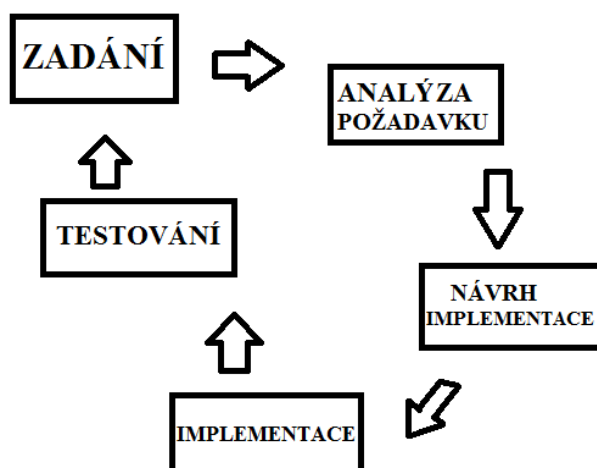 ZADÁNÍ
ANALÝZA
POŽADAVKU
TESTOVÁNÍ
NÁVRH
IMPLEMENTACE
IMPLEMENTACE